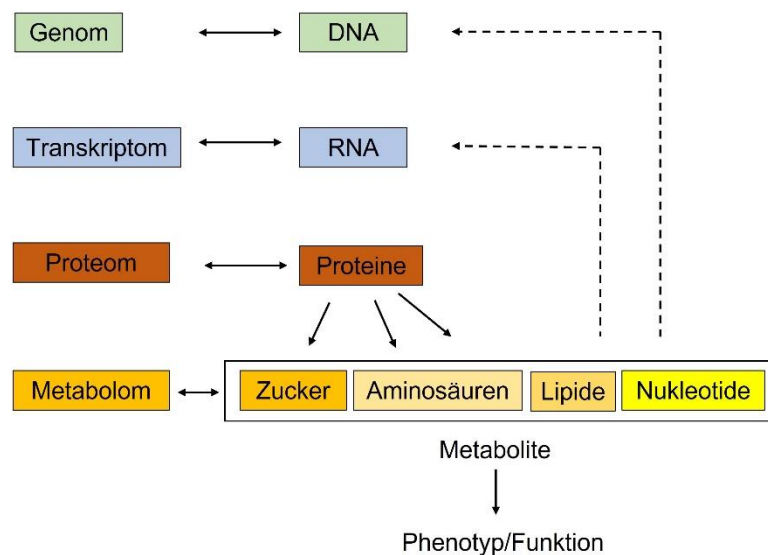 Genom
DNA
Transkriptom
RNA
Proteom
Proteine
Metabolom
Zucker
Aminosäuren
Lipide
Nukleotide
Metabolite
Phenotyp/Funktion